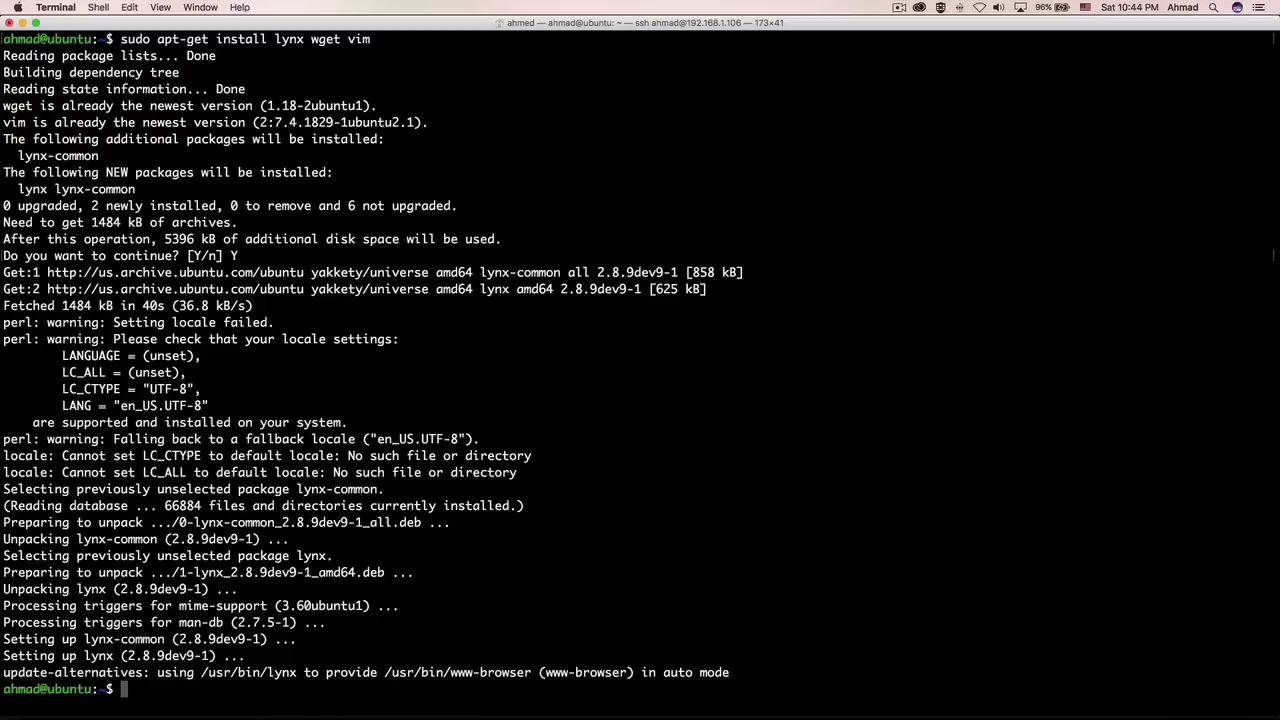 Terminal Shell Edit View Window Help 96% Sat 10:44 PM Ahmad
ahmed — ahmad@ubuntu: ~ — ssh ahmad@192.168.1.106 — 173×41
ahmad@ubuntu:~$ sudo apt-get install lynx wget vim
Reading package lists... Done
Building dependency tree
Reading state information... Done
wget is already the newest version (1.18-2ubuntu1).
vim is already the newest version (2:7.4.1829-1ubuntu2.1).
The following additional packages will be installed:
  lynx-common
The following NEW packages will be installed:
  lynx lynx-common
0 upgraded, 2 newly installed, 0 to remove and 6 not upgraded.
Need to get 1484 kB of archives.
After this operation, 5396 kB of additional disk space will be used.
Do you want to continue? [Y/n] Y
Get:1 http://us.archive.ubuntu.com/ubuntu yakkety/universe amd64 lynx-common all 2.8.9dev9-1 [858 kB]
Get:2 http://us.archive.ubuntu.com/ubuntu yakkety/universe amd64 lynx amd64 2.8.9dev9-1 [625 kB]
Fetched 1484 kB in 40s (36.8 kB/s)
perl: warning: Setting locale failed.
perl: warning: Please check that your locale settings:
        LANGUAGE = (unset),
        LC_ALL = (unset),
        LC_CTYPE = "UTF-8",
        LANG = "en_US.UTF-8"
    are supported and installed on your system.
perl: warning: Falling back to a fallback locale ("en_US.UTF-8").
locale: Cannot set LC_CTYPE to default locale: No such file or directory
locale: Cannot set LC_ALL to default locale: No such file or directory
Selecting previously unselected package lynx-common.
(Reading database ... 66884 files and directories currently installed.)
Preparing to unpack .../0-lynx-common_2.8.9dev9-1_all.deb ...
Unpacking lynx-common (2.8.9dev9-1) ...
Selecting previously unselected package lynx.
Preparing to unpack .../1-lynx_2.8.9dev9-1_amd64.deb ...
Unpacking lynx (2.8.9dev9-1) ...
Processing triggers for mime-support (3.60ubuntu1) ...
Processing triggers for man-db (2.7.5-1) ...
Setting up lynx-common (2.8.9dev9-1) ...
Setting up lynx (2.8.9dev9-1) ...
update-alternatives: using /usr/bin/lynx to provide /usr/bin/www-browser (www-browser) in auto mode
ahmad@ubuntu:~$